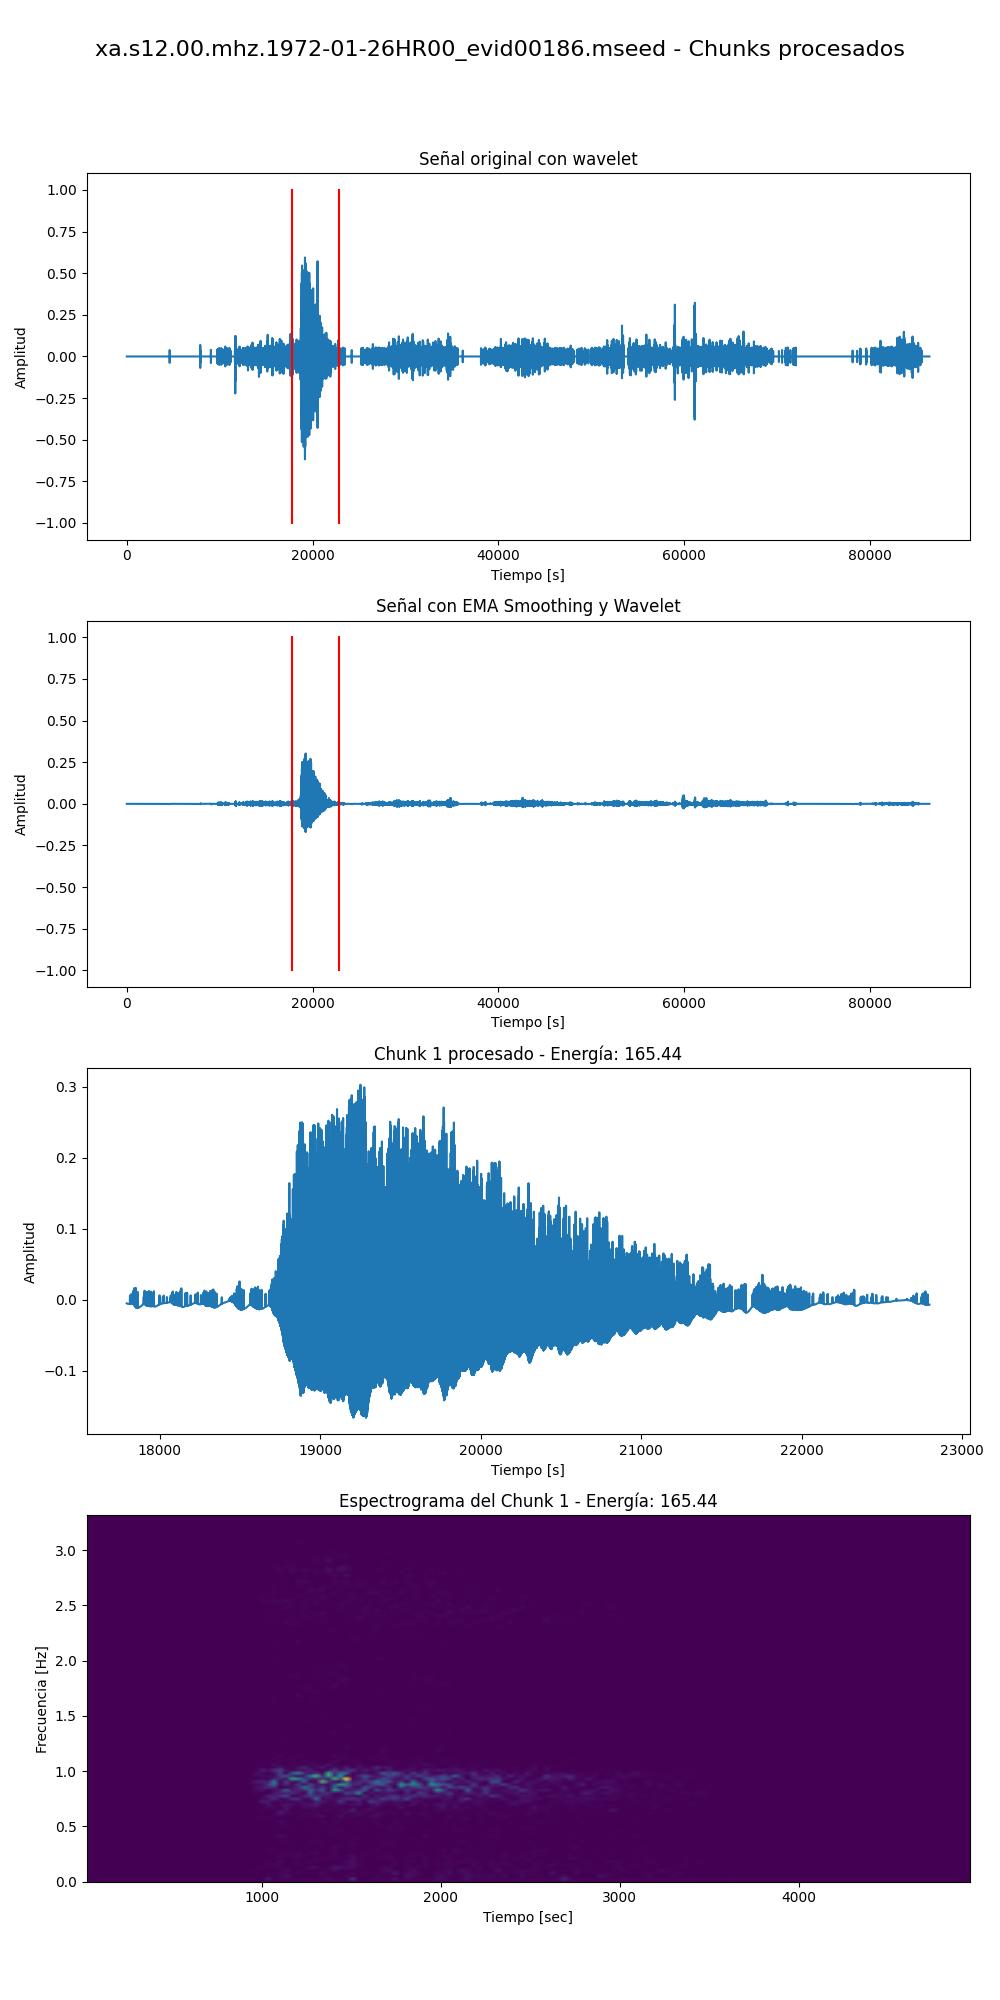 xa.s12.00.mhz.1972-01-26HR00_evid00186.mseed - Chunks procesados
Señal original con wavelet
1.00
0.75
0.50
0.25
0.00
−0.25
−0.50
−0.75
−1.00
Amplitud
0 20000 40000 60000 80000
Tiempo [s]
Señal con EMA Smoothing y Wavelet
1.00
0.75
0.50
0.25
0.00
−0.25
−0.50
−0.75
−1.00
Amplitud
0 20000 40000 60000 80000
Tiempo [s]
Chunk 1 procesado - Energía: 165.44
0.3
0.2
0.1
0.0
−0.1
Amplitud
18000 19000 20000 21000 22000 23000
Tiempo [s]
Espectrograma del Chunk 1 - Energía: 165.44
3.0
2.5
2.0
1.5
1.0
0.5
0.0
Frecuencia [Hz]
1000 2000 3000 4000
Tiempo [sec]